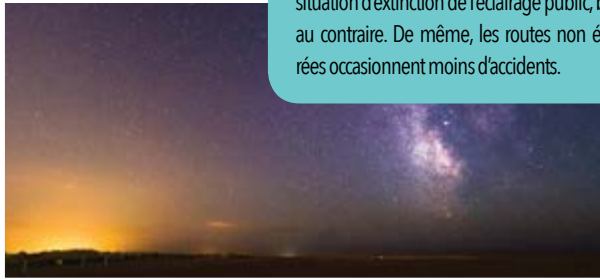 situation d'extinction de l'éclairage public, b
au contraire. De même, les routes non é
rées occasionnent moins d'accidents.